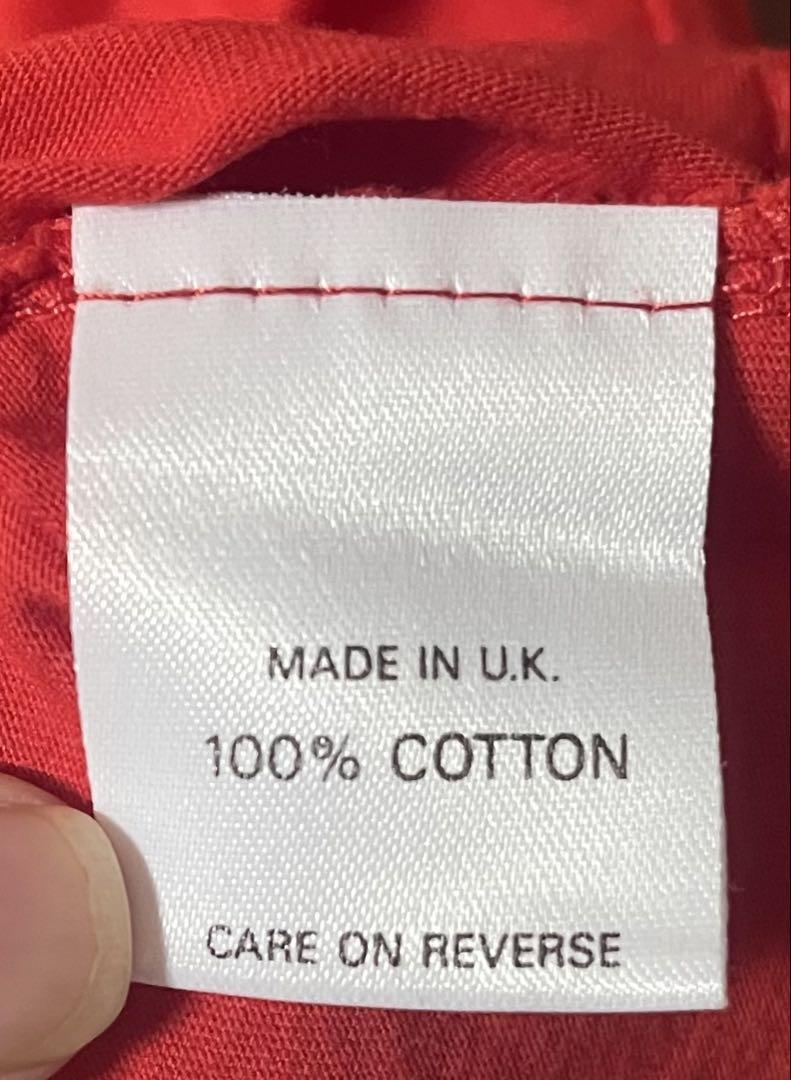 MADE IN U.K.
100% COTTON
CARE ON REVERSE